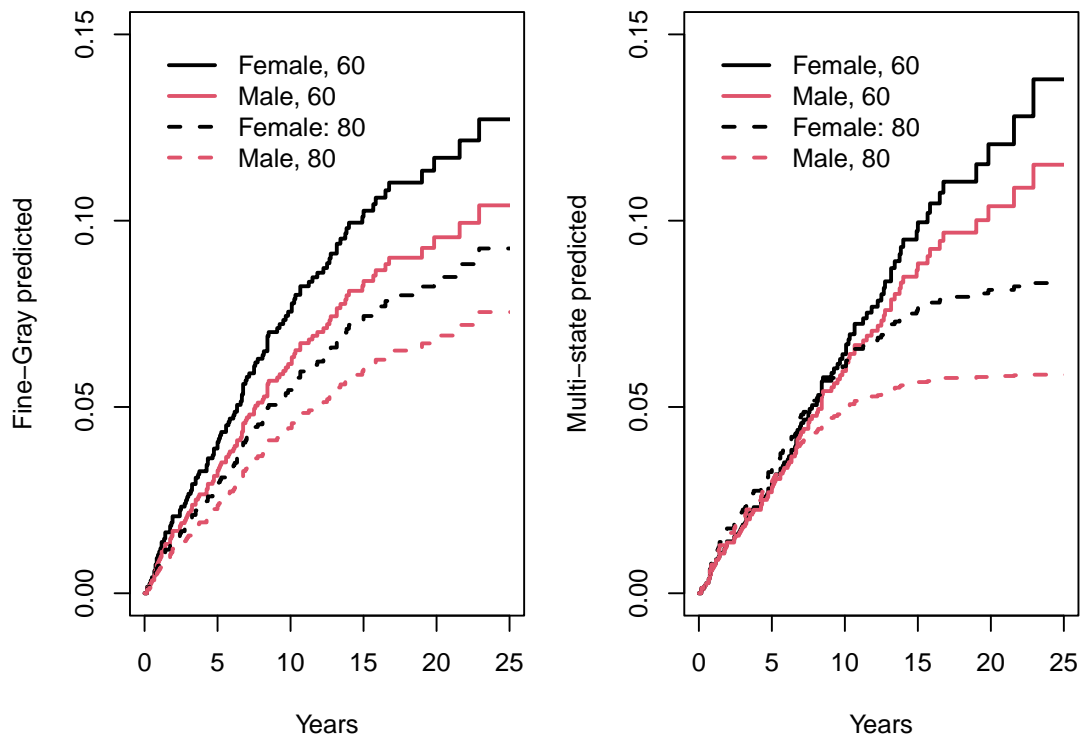 Fine−Gray predicted
0.15
0.10
0.05
0.00
Female, 60
Male, 60
Female: 80
Male, 80
0 5 10 15 20 25
Years
Multi−state predicted
0.15
0.10
0.05
0.00
Female, 60
Male, 60
Female: 80
Male, 80
0 5 10 15 20 25
Years